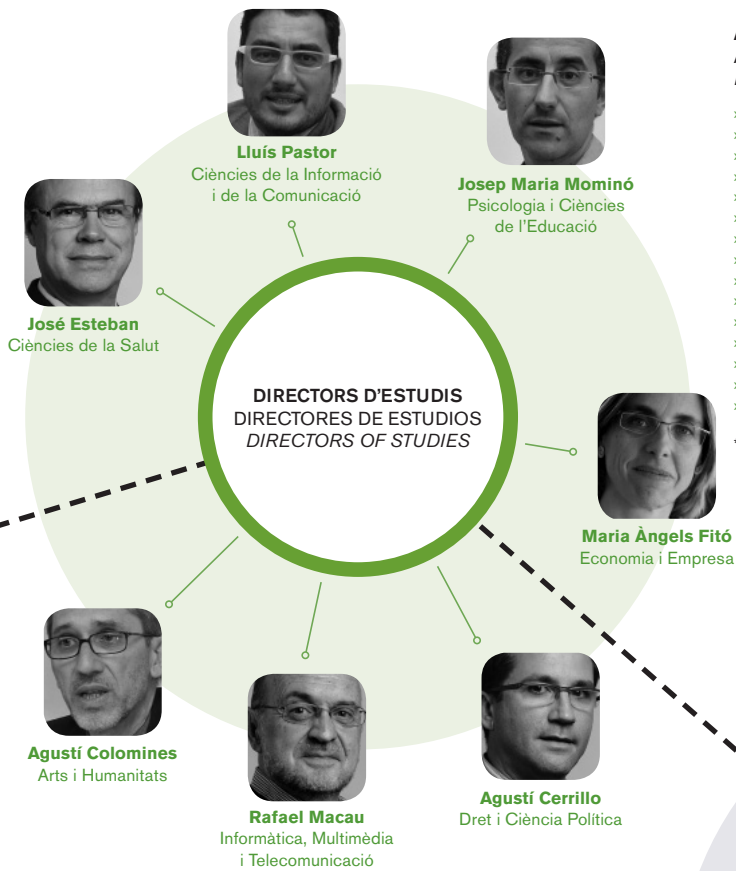 Lluís Pastor
Ciències de la Informació
i de la Comunicació
Josep Maria Mominó
Psicologia i Ciències
de l'Educació
José Esteban
Ciències de la Salut
DIRECTORS D'ESTUDIS
DIRECTORES DE ESTUDIOS
DIRECTORS OF STUDIES
Maria Àngels Fitó
Economia i Empresa
Agustí Colomines
Arts i Humanitats
Rafael Macau
Informàtica, Multimèdia
i Telecomunicació
Agustí Cerrillo
Dret i Ciència Política